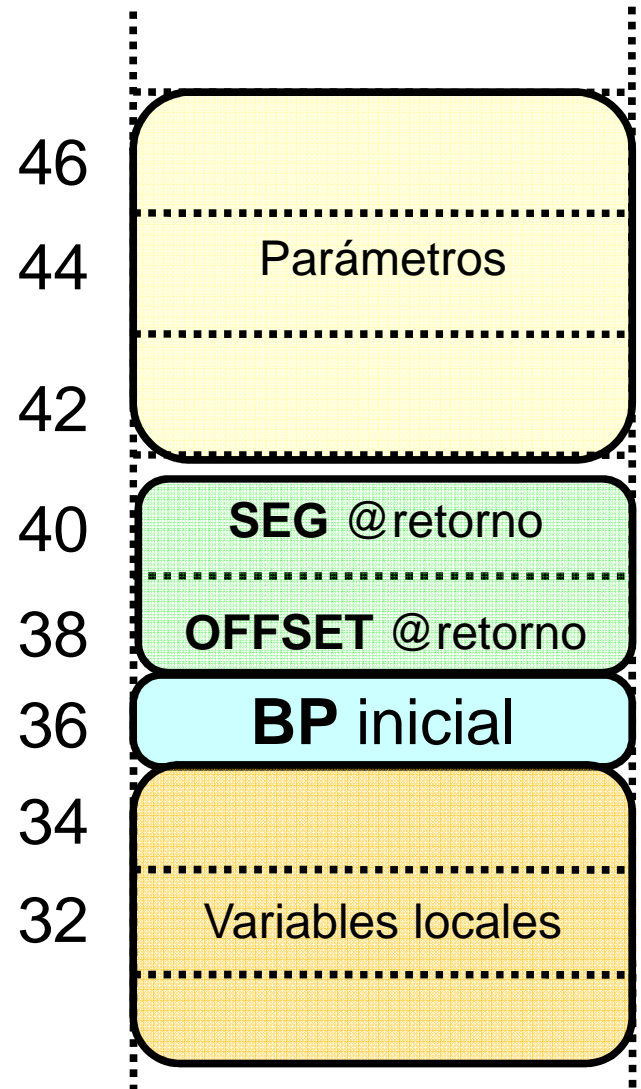 46
44 Parámetros
42
40 SEG @retorno
38 OFFSET @retorno
36 BP inicial
34
32 Variables locales